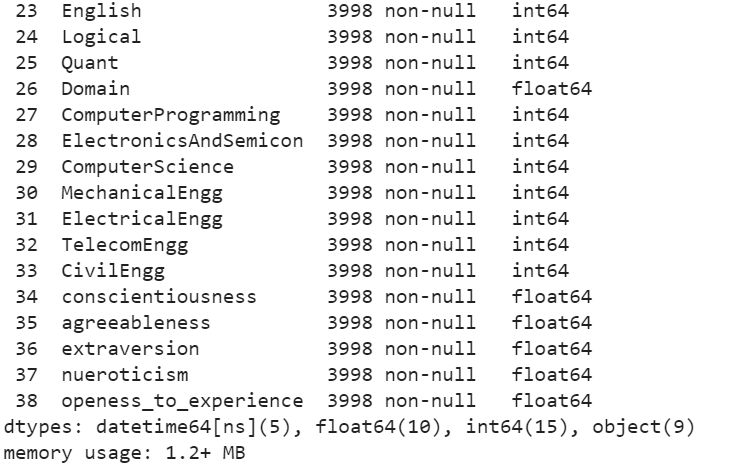 23 English 3998 non-null int64
24 Logical 3998 non-null int64
25 Quant 3998 non-null int64
26 Domain 3998 non-null float64
27 ComputerProgramming 3998 non-null int64
28 ElectronicsAndSemicon 3998 non-null int64
29 ComputerScience 3998 non-null int64
30 MechanicalEngg 3998 non-null int64
31 ElectricalEngg 3998 non-null int64
32 TelecomEngg 3998 non-null int64
33 CivilEngg 3998 non-null int64
34 conscientiousness 3998 non-null float64
35 agreeableness 3998 non-null float64
36 extraversion 3998 non-null float64
37 nueroticism 3998 non-null float64
38 openess_to_experience 3998 non-null float64
dtypes: datetime64[ns](5), float64(10), int64(15), object(9)
memory usage: 1.2+ MB